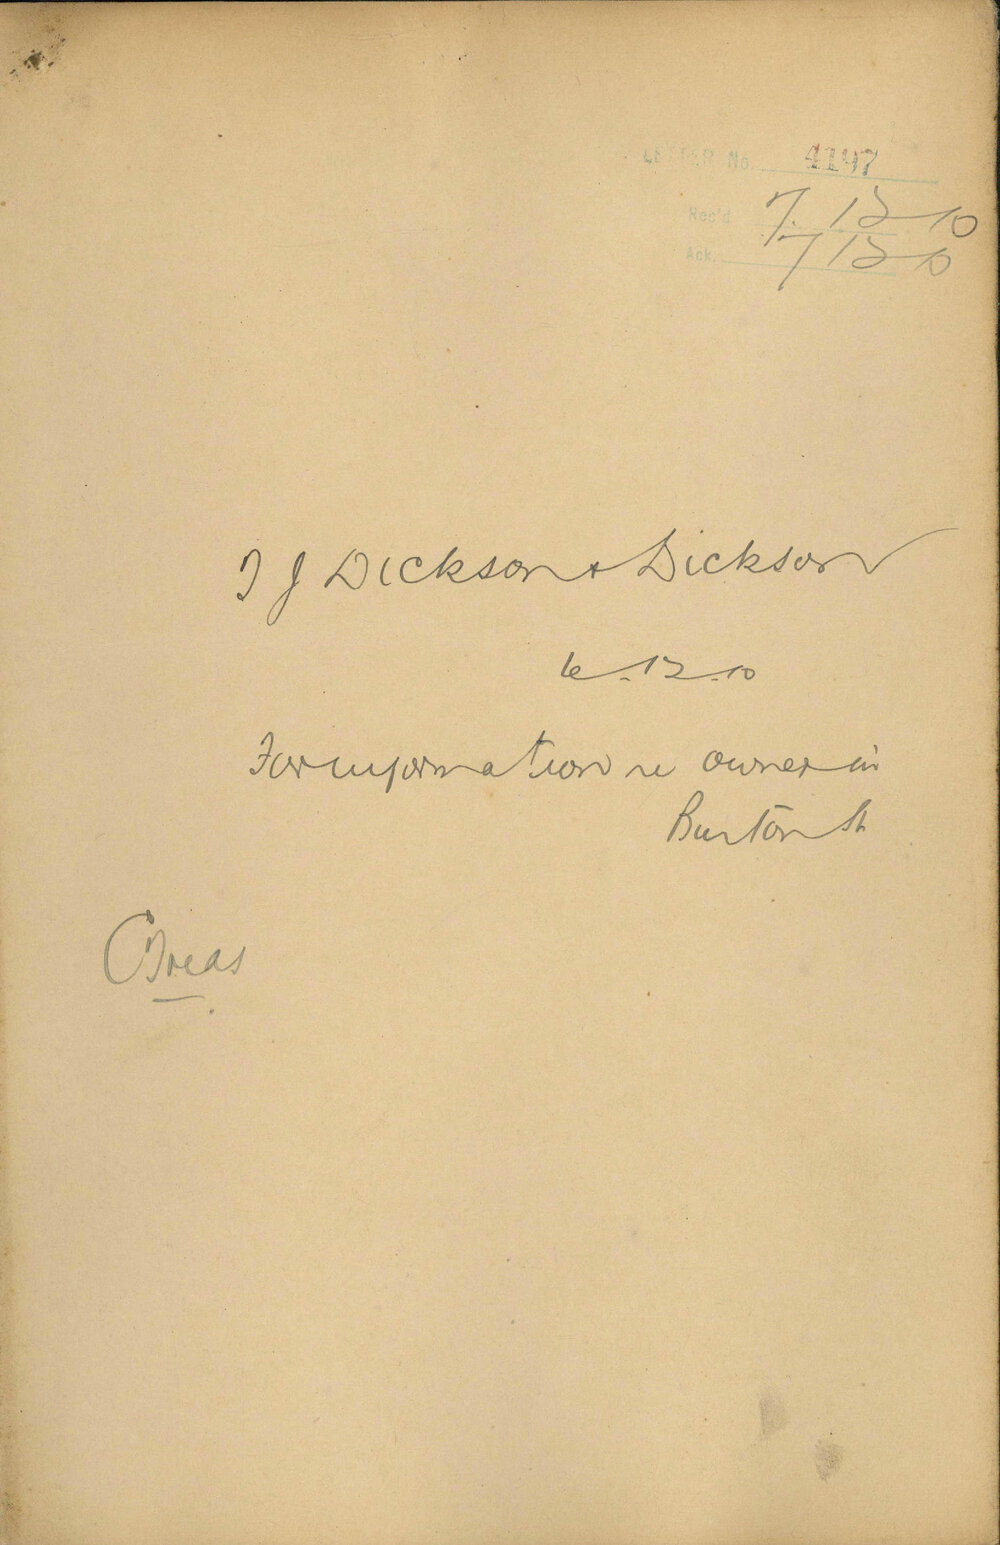 LETTER No. 4197
Rec'd 7.12.10
Ack. 7 12 10
T J Dickson & Dickson
6.12.10
For information re owner in
Burton St
C Treas